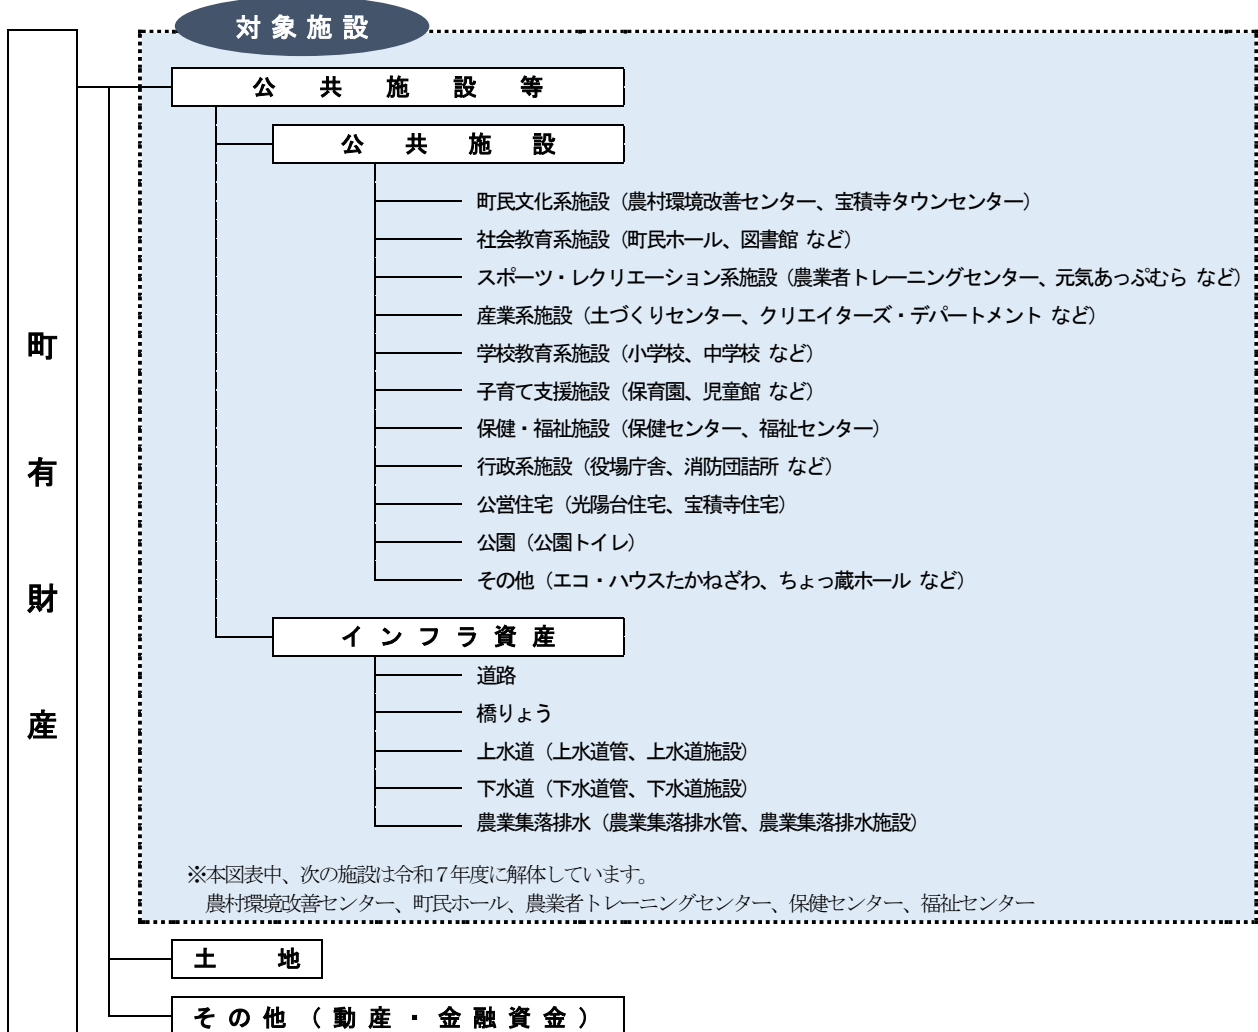 対象施設
町有財産
公共施設等
公共施設
町民文化系施設（農村環境改善センター、宝積寺タウンセンター）
社会教育系施設（町民ホール、図書館 など）
スポーツ・レクリエーション系施設（農業者トレーニングセンター、元気あっぷむら など）
産業系施設（土づくりセンター、クリエイターズ・デパートメント など）
学校教育系施設（小学校、中学校 など）
子育て支援施設（保育園、児童館 など）
保健・福祉施設（保健センター、福祉センター）
行政系施設（役場庁舎、消防団詰所 など）
公営住宅（光陽台住宅、宝積寺住宅）
公園（公園トイレ）
その他（エコ・ハウスたかねざわ、ちょっ蔵ホール など）
インフラ資産
道路
橋りょう
上水道（上水道管、上水道施設）
下水道（下水道管、下水道施設）
農業集落排水（農業集落排水管、農業集落排水施設）
※本図表中、次の施設は令和７年度に解体しています。
農村環境改善センター、町民ホール、農業者トレーニングセンター、保健センター、福祉センター
土地
その他（動産・金融資金）